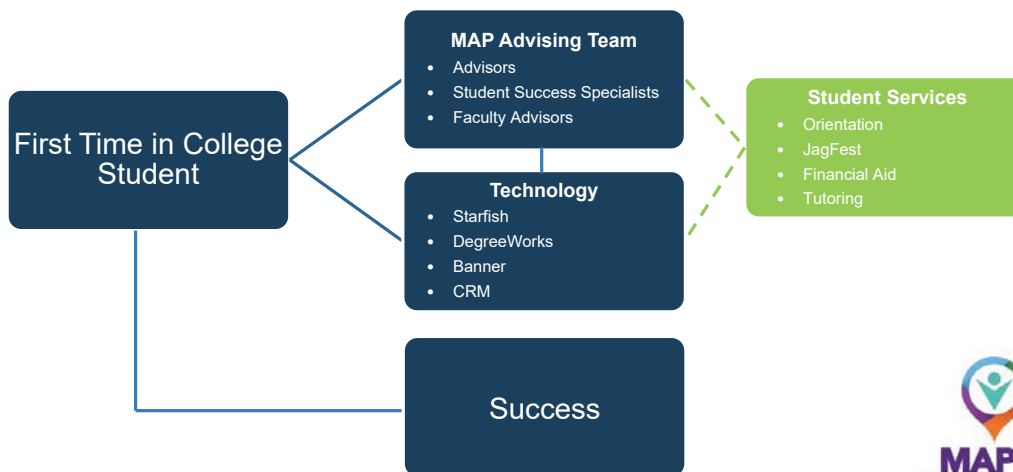 First Time in College
Student
MAP Advising Team
• Advisors
• Student Success Specialists
• Faculty Advisors
Technology
• Starfish
• DegreeWorks
• Banner
• CRM
Student Services
• Orientation
• JagFest
• Financial Aid
• Tutoring
Success
MAP